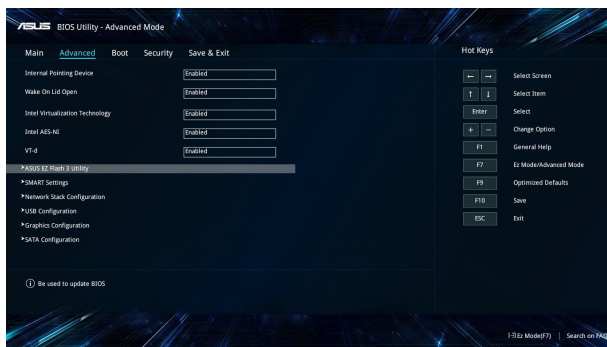 ASUS BIOS Utility - Advanced Mode
Main Advanced Boot Security Save & Exit
Hot Keys
Internal Pointing Device Enabled
Wake On Lid Open Enabled
Intel Virtualization Technology Enabled
Intel AES-NI Enabled
VT-d Enabled
ASUS EZ Flash 3 Utility
SMART Settings
Network Stack Configuration
USB Configuration
Graphics Configuration
SATA Configuration
← → Select Screen
↑ ↓ Select Item
Enter Select
+ − Change Option
F1 General Help
F7 Ez Mode/Advanced Mode
F9 Optimized Defaults
F10 Save
ESC Exit
Be used to update BIOS
Ez Mode(F7) | Search on FAQ